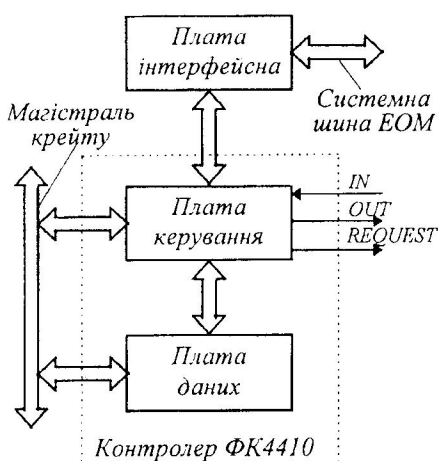 Плата
інтерфейсна
Системна
шина ЕОМ
Магістраль
крейту
Плата
керування
IN
OUT
REQUEST
Плата
даних
Контролер ФК4410